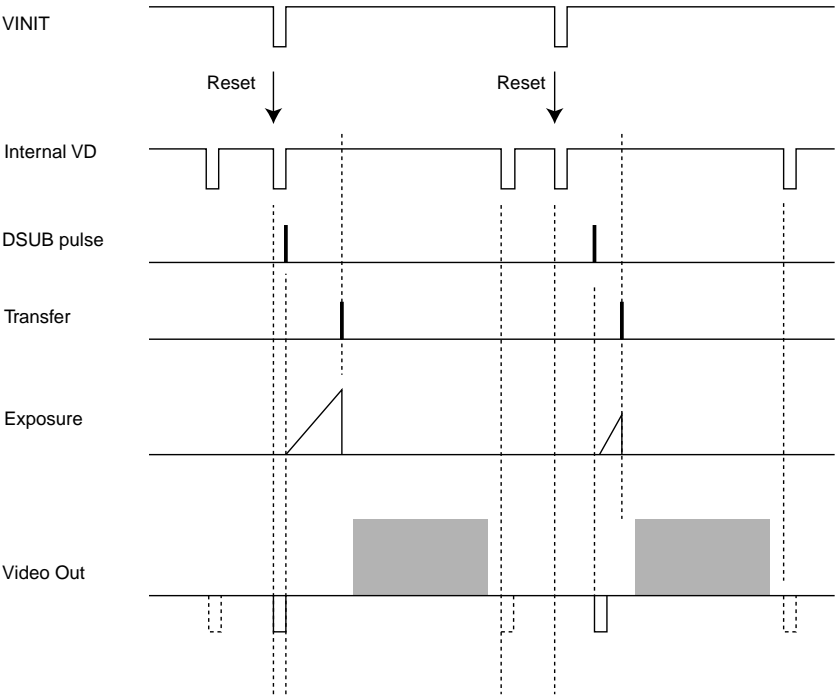 VINIT
Reset Reset
Internal VD
DSUB pulse
Transfer
Exposure
Video Out